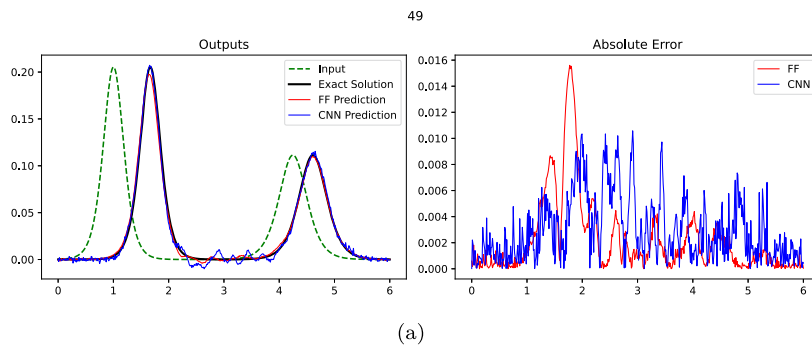 49
Outputs
Input
Exact Solution
FF Prediction
CNN Prediction
0.20
0.15
0.10
0.05
0.00
0 1 2 3 4 5 6
Absolute Error
FF
CNN
0.016
0.014
0.012
0.010
0.008
0.006
0.004
0.002
0.000
0 1 2 3 4 5 6
(a)